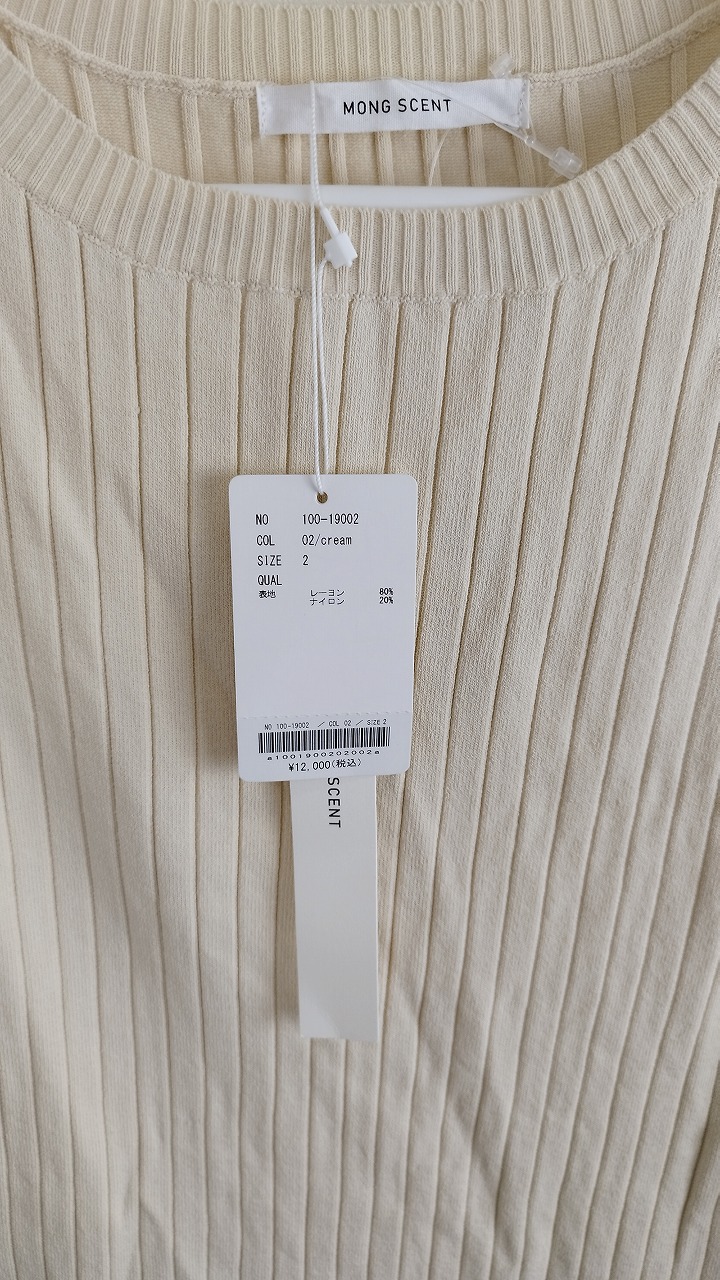 MONG SCENT
NO 100-19002
COL 02/cream
SIZE 2
QUAL
表地 レーヨン 80%
ナイロン 20%
NO 100-19002 ／ COL 02 ／ SIZE 2
a1001900202002a
¥12,000(税込)
SCENT